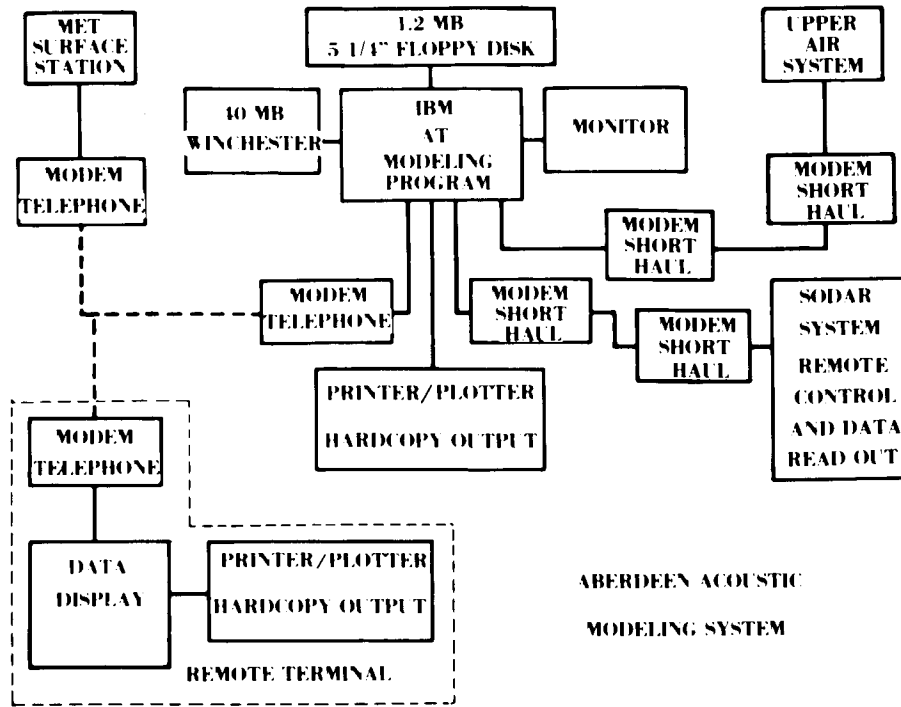 MET
SURFACE
STATION
1.2 MB
5 1/4" FLOPPY DISK
UPPER
AIR
SYSTEM
40 MB
WINCHESTER
IBM
AT
MODELING
PROGRAM
MONITOR
MODEM
TELEPHONE
MODEM
SHORT
HAUL
MODEM
SHORT
HAUL
MODEM
TELEPHONE
MODEM
SHORT
HAUL
MODEM
SHORT
HAUL
SODAR
SYSTEM
REMOTE
CONTROL
AND DATA
READ OUT
PRINTER/PLOTTER
HARDCOPY OUTPUT
MODEM
TELEPHONE
DATA
DISPLAY
PRINTER/PLOTTER
HARDCOPY OUTPUT
REMOTE TERMINAL
ABERDEEN ACOUSTIC
MODELING SYSTEM